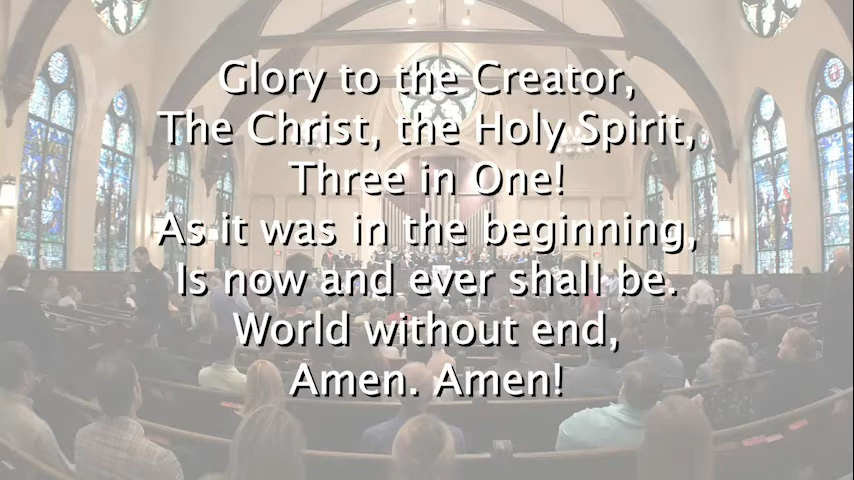 Glory to the Creator,
The Christ, the Holy Spirit,
Three in One!
As it was in the beginning,
Is now and ever shall be.
World without end,
Amen. Amen!